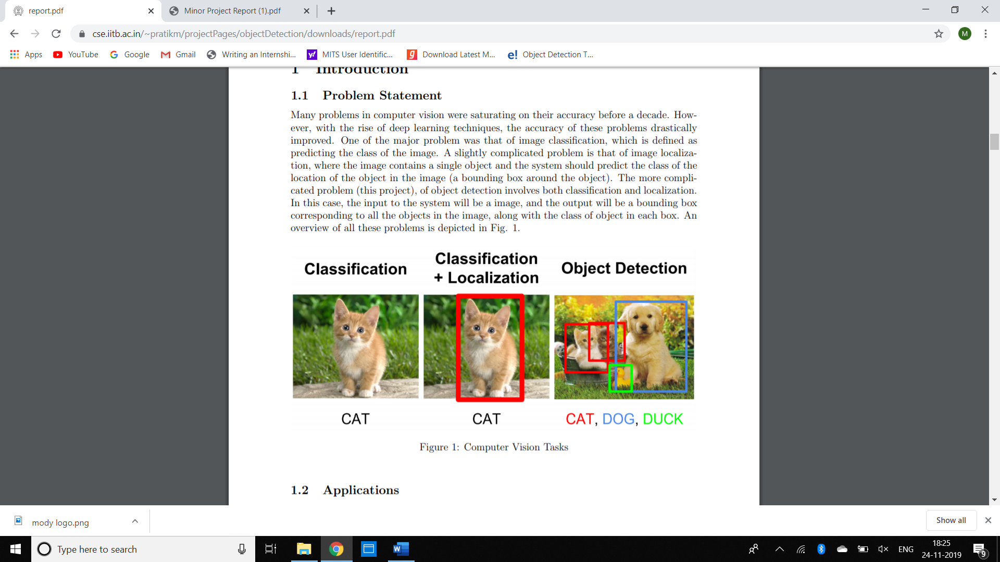 report.pdf
Minor Project Report (1).pdf
cse.iitb.ac.in/~pratikm/projectPages/objectDetection/downloads/report.pdf
M
Apps
YouTube
Google
Gmail
Writing an Internshi...
MITS User Identific...
Download Latest M...
Object Detection T...
1 Introduction
1.1 Problem Statement
Many problems in computer vision were saturating on their accuracy before a decade. How-
ever, with the rise of deep learning techniques, the accuracy of these problems drastically
improved. One of the major problem was that of image classification, which is defined as
predicting the class of the image. A slightly complicated problem is that of image localiza-
tion, where the image contains a single object and the system should predict the class of the
location of the object in the image (a bounding box around the object). The more compli-
cated problem (this project), of object detection involves both classification and localization.
In this case, the input to the system will be a image, and the output will be a bounding box
corresponding to all the objects in the image, along with the class of object in each box. An
overview of all these problems is depicted in Fig. 1.
Classification
Classification
+ Localization
Object Detection
CAT
CAT
CAT, DOG, DUCK
Figure 1: Computer Vision Tasks
1.2 Applications
mody logo.png
Show all
Type here to search
ENG
18:25
24-11-2019
9